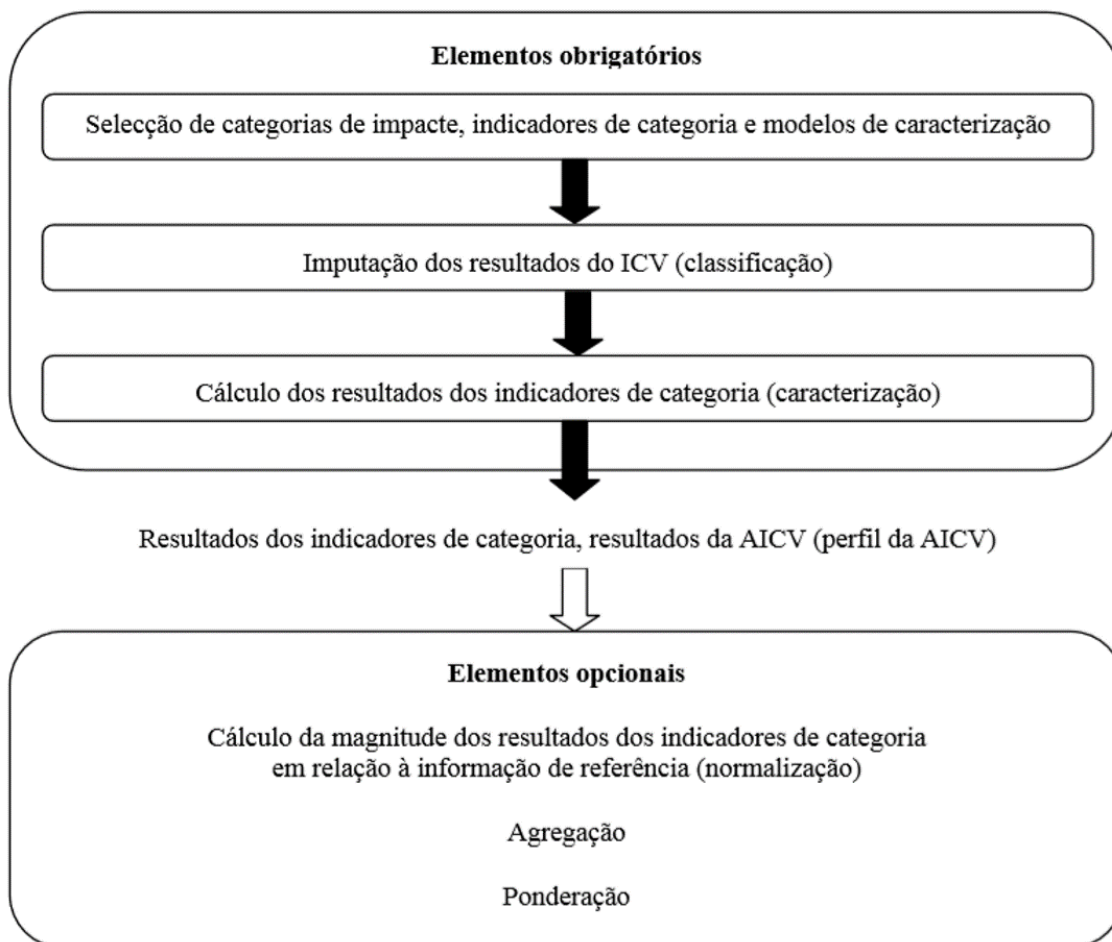 Elementos obrigatórios
Selecção de categorias de impacte, indicadores de categoria e modelos de caracterização
Imputação dos resultados do ICV (classificação)
Cálculo dos resultados dos indicadores de categoria (caracterização)
Resultados dos indicadores de categoria, resultados da AICV (perfil da AICV)
Elementos opcionais
Cálculo da magnitude dos resultados dos indicadores de categoria
em relação à informação de referência (normalização)
Agregação
Ponderação